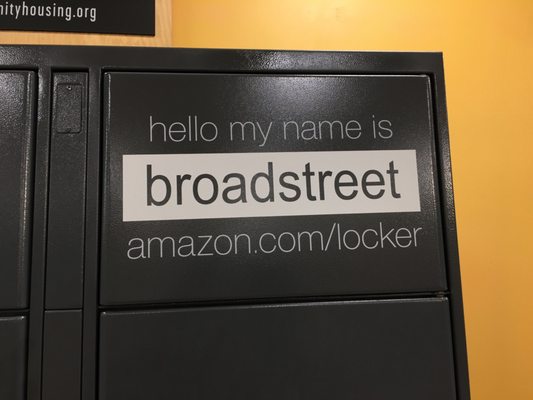 nityhousing.org
hello my name is
broadstreet
amazon.com/locker